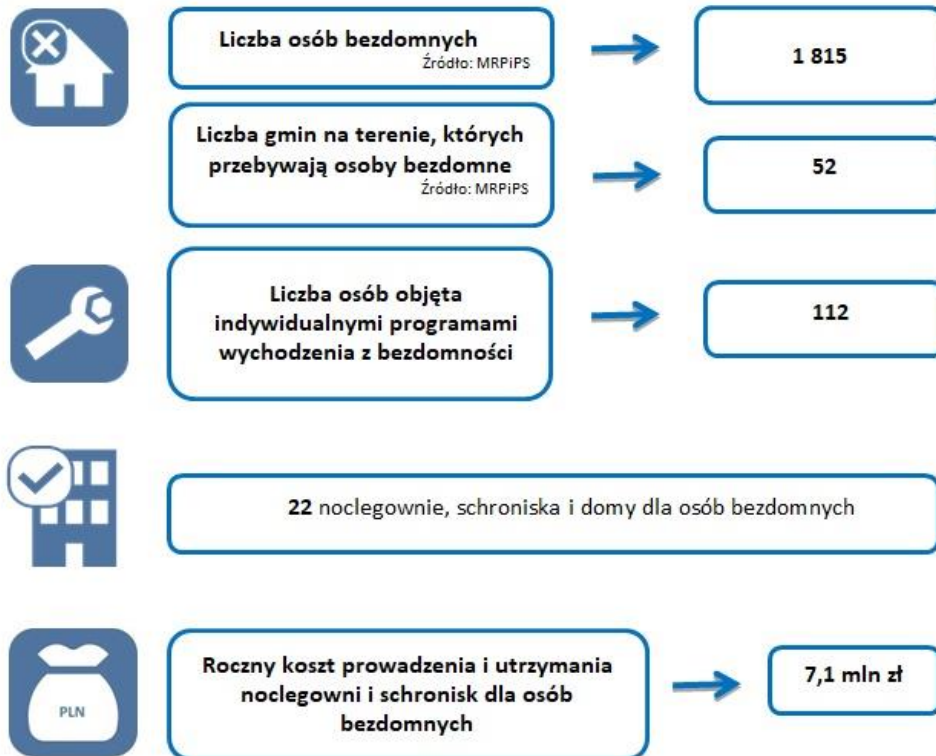 Liczba osób bezdomnych
Źródło: MRPiPS
1 815
Liczba gmin na terenie, których
przebywają osoby bezdomne
Źródło: MRPiPS
52
Liczba osób objęta
indywidualnymi programami
wychodzenia z bezdomności
112
22 noclegownie, schroniska i domy dla osób bezdomnych
PLN
Roczny koszt prowadzenia i utrzymania
noclegowni i schronisk dla osób
bezdomnych
7,1 mln zł